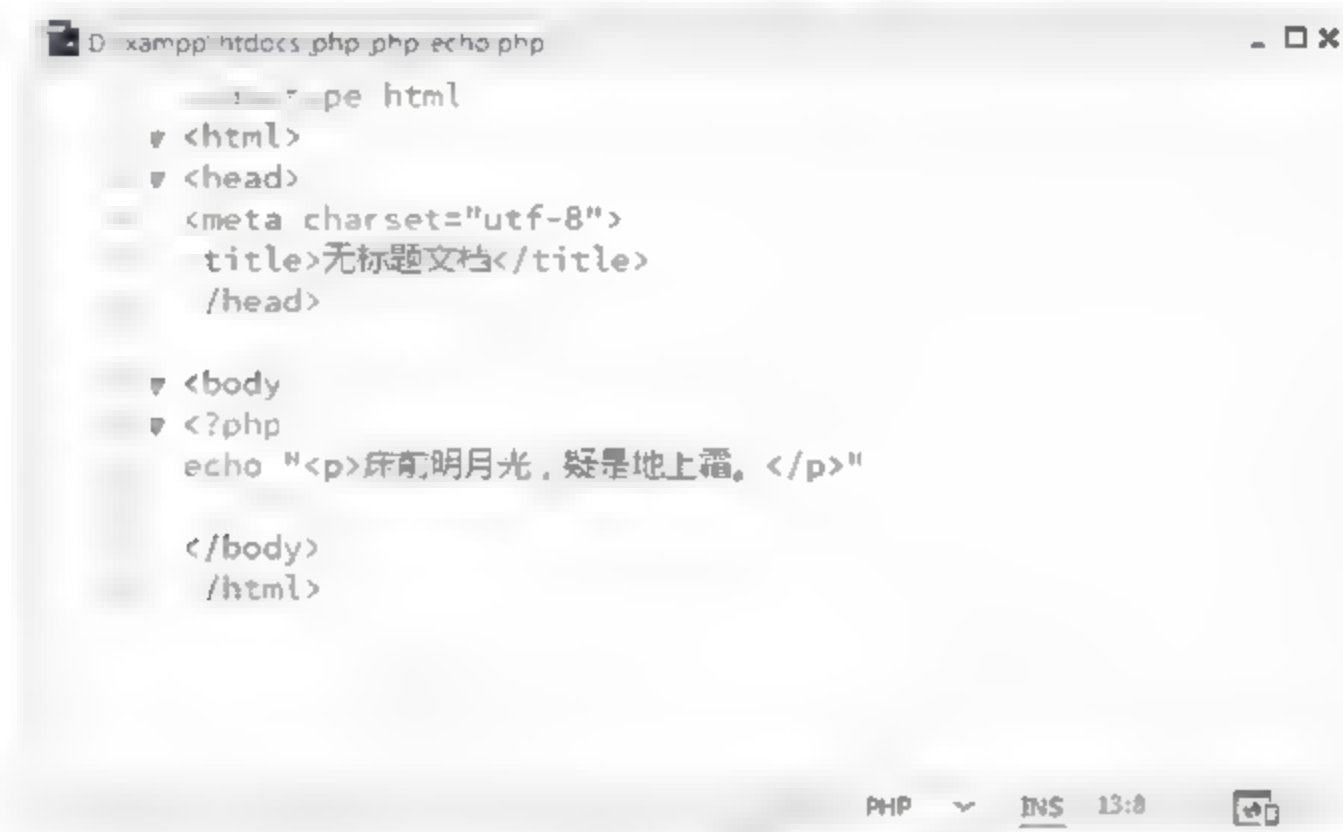 D xampp htdocs php php echo php
pe html
<html>
<head>
<meta charset="utf-8">
title>无标题文档</title>
/head>
<body
<?php
echo "<p>床前明月光，疑是地上霜。</p>"
</body>
/html>
PHP INS 13:8